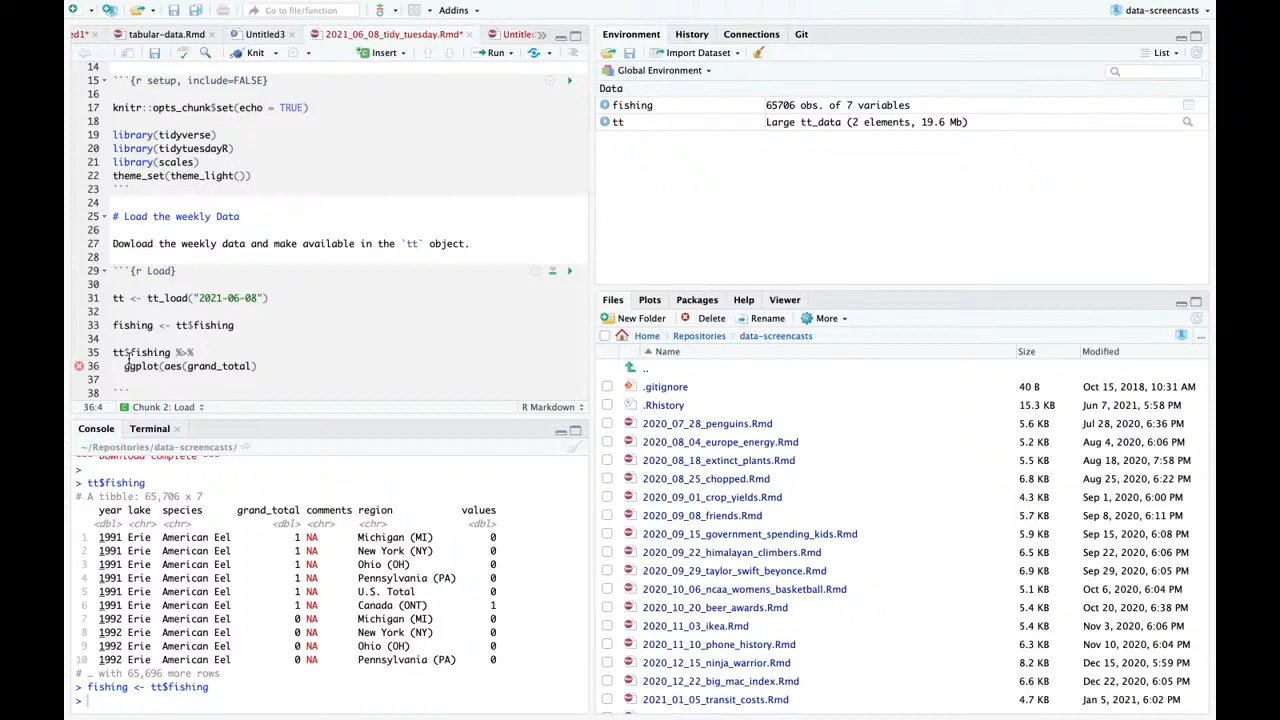 Go to file/function
Addins
data-screencasts
ed1*
tabular-data.Rmd
Untitled3
2021_06_08_tidy_tuesday.Rmd*
Untitle
Knit
Insert
Run
14
15 ```{r setup, include=FALSE}
16
17 knitr::opts_chunk$set(echo = TRUE)
18
19 library(tidyverse)
20 library(tidytuesdayR)
21 library(scales)
22 theme_set(theme_light())
23 ```
24
25 # Load the weekly Data
26
27 Dowload the weekly data and make available in the `tt` object.
28
29 ```{r Load}
30
31 tt <- tt_load("2021-06-08")
32
33 fishing <- tt$fishing
34
35 tt$fishing %>%
36 ggplot(aes(grand_total)
37
38 ```
36:4 Chunk 2: Load R Markdown
Console Terminal
~/Repositories/data-screencasts/
*** Download complete ***
>
> tt$fishing
# A tibble: 65,706 x 7
year lake species grand_total comments region values
<dbl> <chr> <chr> <dbl> <chr> <chr> <dbl>
1 1991 Erie American Eel 1 NA Michigan (MI) 0
2 1991 Erie American Eel 1 NA New York (NY) 0
3 1991 Erie American Eel 1 NA Ohio (OH) 0
4 1991 Erie American Eel 1 NA Pennsylvania (PA) 0
5 1991 Erie American Eel 1 NA U.S. Total 0
6 1991 Erie American Eel 1 NA Canada (ONT) 1
7 1992 Erie American Eel 0 NA Michigan (MI) 0
8 1992 Erie American Eel 0 NA New York (NY) 0
9 1992 Erie American Eel 0 NA Ohio (OH) 0
10 1992 Erie American Eel 0 NA Pennsylvania (PA) 0
# … with 65,696 more rows
> fishing <- tt$fishing
>
Environment History Connections Git
Import Dataset
List
Global Environment
Data
fishing 65706 obs. of 7 variables
tt Large tt_data (2 elements, 19.6 Mb)
Files Plots Packages Help Viewer
New Folder Delete Rename More
Home Repositories data-screencasts
...
Name Size Modified
..
.gitignore 40 B Oct 15, 2018, 10:31 AM
.Rhistory 15.3 KB Jun 7, 2021, 5:58 PM
2020_07_28_penguins.Rmd 5.6 KB Jul 28, 2020, 6:36 PM
2020_08_04_europe_energy.Rmd 5.2 KB Aug 4, 2020, 6:06 PM
2020_08_18_extinct_plants.Rmd 5.5 KB Aug 18, 2020, 7:58 PM
2020_08_25_chopped.Rmd 6.8 KB Aug 25, 2020, 6:22 PM
2020_09_01_crop_yields.Rmd 4.3 KB Sep 1, 2020, 6:00 PM
2020_09_08_friends.Rmd 5.7 KB Sep 8, 2020, 6:11 PM
2020_09_15_government_spending_kids.Rmd 5.9 KB Sep 15, 2020, 6:08 PM
2020_09_22_himalayan_climbers.Rmd 6.5 KB Sep 22, 2020, 6:06 PM
2020_09_29_taylor_swift_beyonce.Rmd 6.9 KB Sep 29, 2020, 6:05 PM
2020_10_06_ncaa_womens_basketball.Rmd 5.1 KB Oct 6, 2020, 6:04 PM
2020_10_20_beer_awards.Rmd 5.4 KB Oct 20, 2020, 6:38 PM
2020_11_03_ikea.Rmd 5.4 KB Nov 3, 2020, 6:06 PM
2020_11_10_phone_history.Rmd 6.3 KB Nov 10, 2020, 6:04 PM
2020_12_15_ninja_warrior.Rmd 8.2 KB Dec 15, 2020, 5:59 PM
2020_12_22_big_mac_index.Rmd 5.6 KB Dec 22, 2020, 6:05 PM
2021_01_05_transit_costs.Rmd 4.7 KB Jan 5, 2021, 6:02 PM